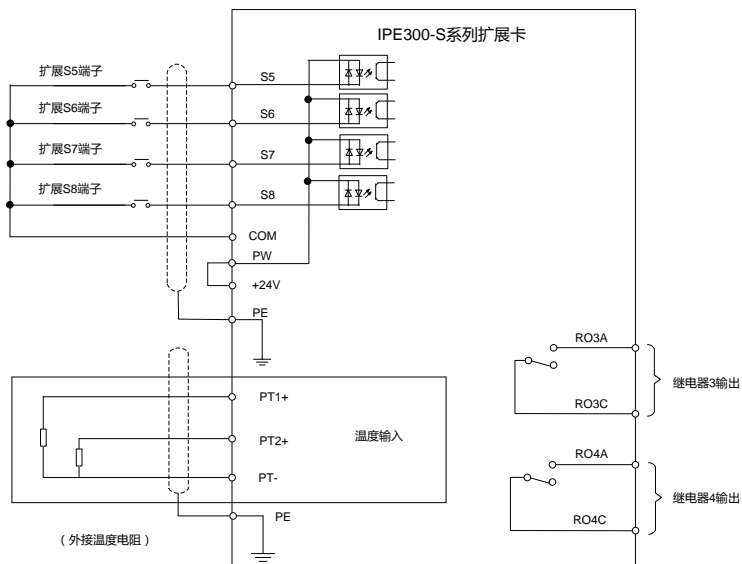 IPE300-S系列扩展卡
扩展S5端子
S5
扩展S6端子
S6
扩展S7端子
S7
扩展S8端子
S8
COM
PW
+24V
PE
RO3A
继电器3输出
RO3C
PT1+
PT2+
温度输入
PT-
RO4A
继电器4输出
RO4C
PE
（外接温度电阻）